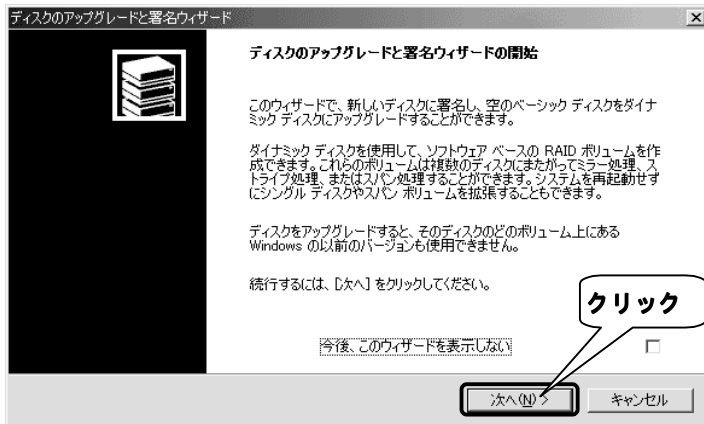 ディスクのアップグレードと署名ウィザード
ディスクのアップグレードと署名ウィザードの開始
このウィザードで、新しいディスクに署名し、空のベーシック ディスクをダイナ
ミック ディスクにアップグレードすることができます。
ダイナミック ディスクを使用して、ソフトウェア ベースの RAID ボリュームを作
成できます。これらのボリュームは複数のディスクにまたがってミラー処理、ス
トライプ処理、またはスパン処理することができます。システムを再起動せず
にシングル ディスクやスパン ボリュームを拡張することもできます。
ディスクをアップグレードすると、そのディスクのどのボリューム上にある
Windows の以前のバージョンも使用できません。
続行するには、[次へ] をクリックしてください。
クリック
今後、このウィザードを表示しない
次へ(N) >
キャンセル